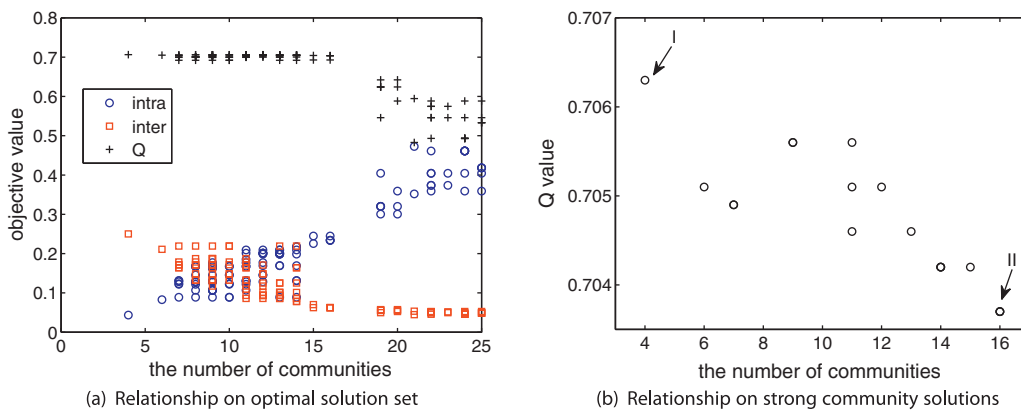 0.8
0.7
0.6
0.5
0.4
0.3
0.2
0.1
0
objective value
intra
inter
Q
0 5 10 15 20 25
the number of communities
(a) Relationship on optimal solution set
0.707
0.706
0.705
0.704
Q value
I
II
4 6 8 10 12 14 16
the number of communities
(b) Relationship on strong community solutions